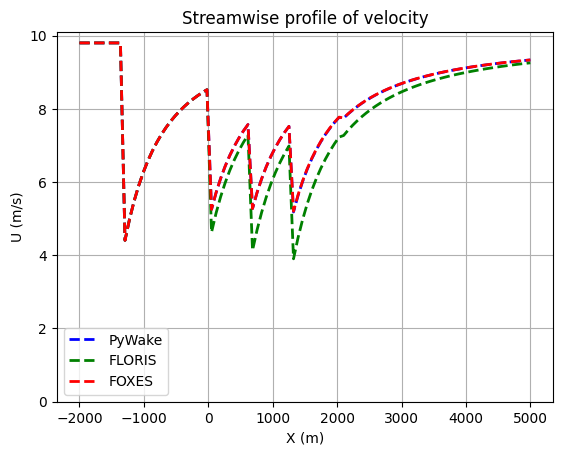 Streamwise profile of velocity
10
8
6
4
2
0
U (m/s)
PyWake
FLORIS
FOXES
−2000 −1000 0 1000 2000 3000 4000 5000
X (m)